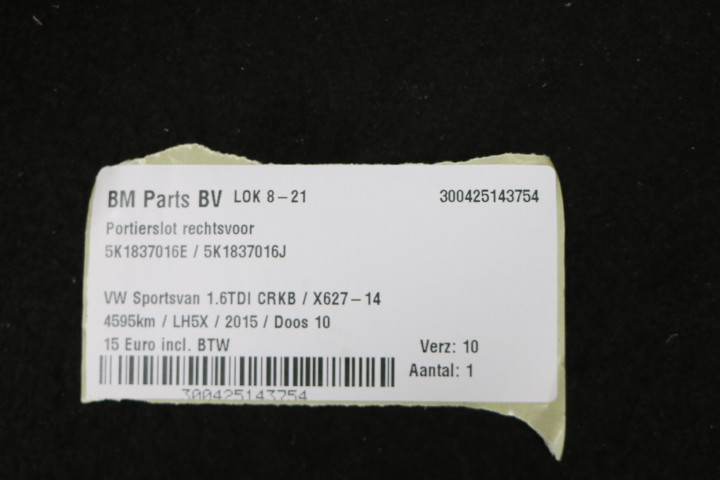 BM Parts BV LOK 8-21 300425143754
Portierslot rechtsvoor
5K1837016E / 5K1837016J
VW Sportsvan 1.6TDI CRKB / X627-14
4595km / LH5X / 2015 / Doos 10
15 Euro incl. BTW Verz: 10
Aantal: 1
300425143754